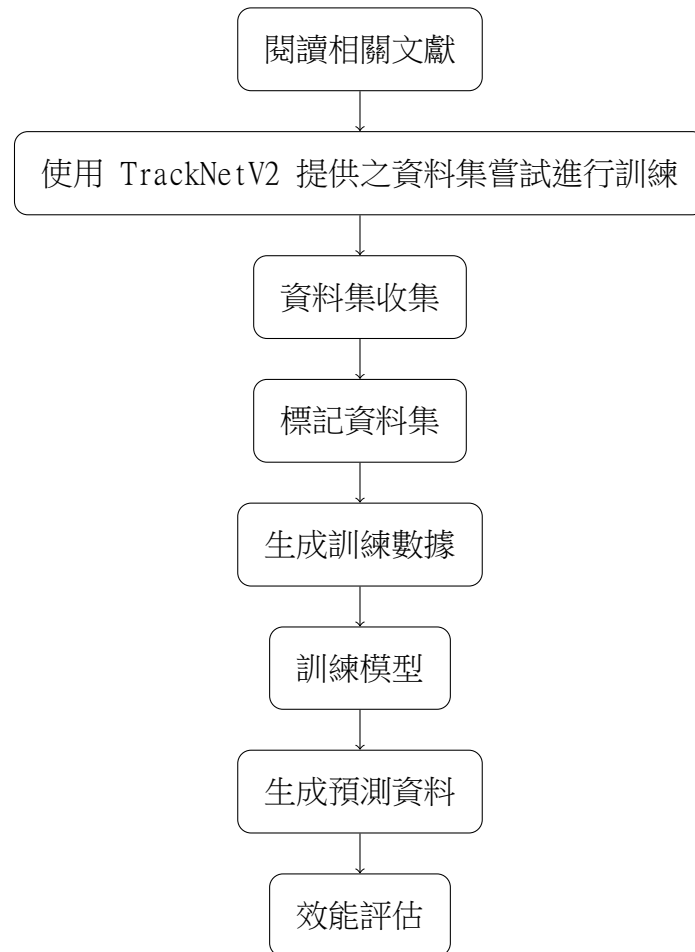 閱讀相關文獻
使用 TrackNetV2 提供之資料集嘗試進行訓練
資料集收集
標記資料集
生成訓練數據
訓練模型
生成預測資料
效能評估